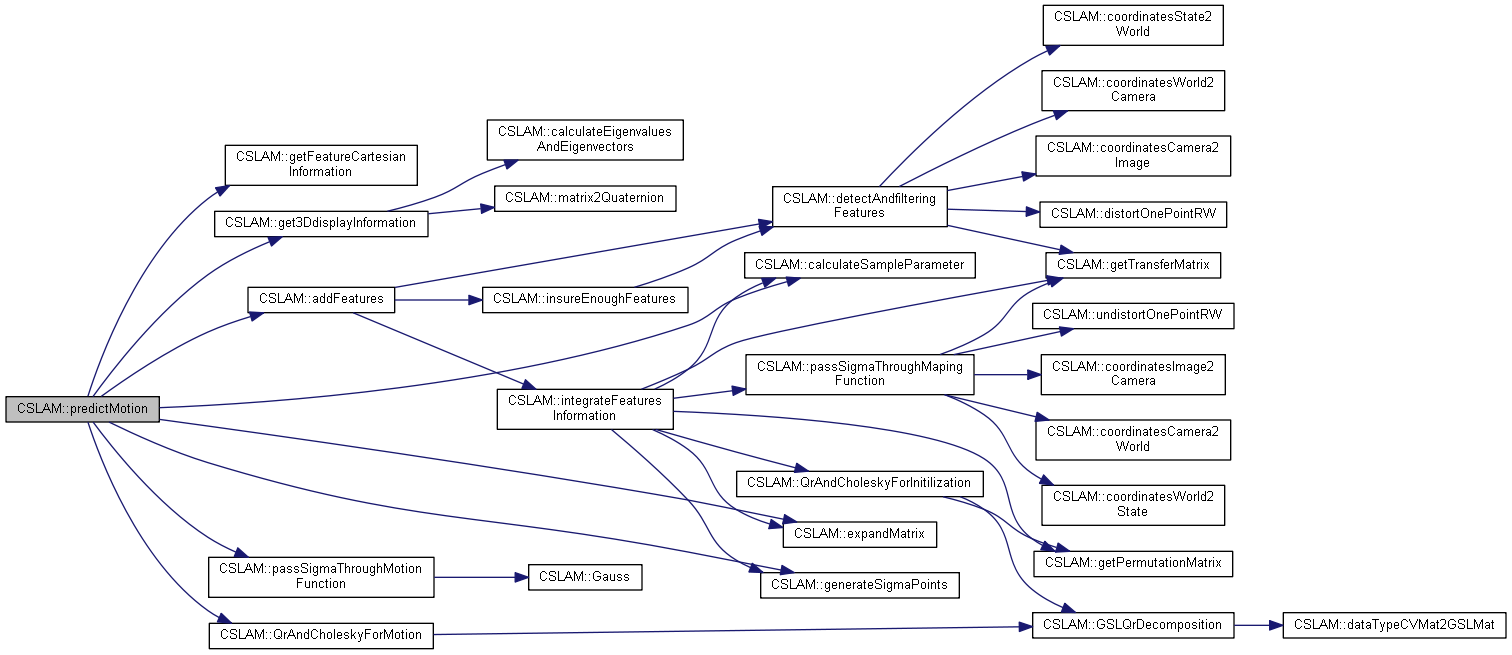 CSLAM::predictMotion
CSLAM::getFeatureCartesian
Information
CSLAM::get3DdisplayInformation
CSLAM::addFeatures
CSLAM::passSigmaThroughMotion
Function
CSLAM::QrAndCholeskyForMotion
CSLAM::calculateEigenvalues
AndEigenvectors
CSLAM::matrix2Quaternion
CSLAM::insureEnoughFeatures
CSLAM::integrateFeatures
Information
CSLAM::Gauss
CSLAM::detectAndfiltering
Features
CSLAM::calculateSampleParameter
CSLAM::passSigmaThroughMaping
Function
CSLAM::QrAndCholeskyForInitilization
CSLAM::expandMatrix
CSLAM::generateSigmaPoints
CSLAM::coordinatesState2
World
CSLAM::coordinatesWorld2
Camera
CSLAM::coordinatesCamera2
Image
CSLAM::distortOnePointRW
CSLAM::getTransferMatrix
CSLAM::undistortOnePointRW
CSLAM::coordinatesImage2
Camera
CSLAM::coordinatesCamera2
World
CSLAM::coordinatesWorld2
State
CSLAM::getPermutationMatrix
CSLAM::GSLQrDecomposition
CSLAM::dataTypeCVMat2GSLMat